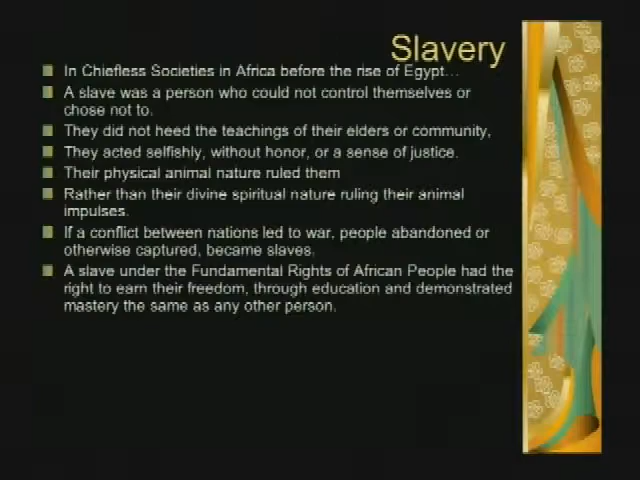 Slavery
In Chiefless Societies in Africa before the rise of Egypt…
A slave was a person who could not control themselves or
chose not to.
They did not heed the teachings of their elders or community,
They acted selfishly, without honor, or a sense of justice.
Their physical animal nature ruled them
Rather than their divine spiritual nature ruling their animal
impulses.
If a conflict between nations led to war, people abandoned or
otherwise captured, became slaves.
A slave under the Fundamental Rights of African People had the
right to earn their freedom, through education and demonstrated
mastery the same as any other person.